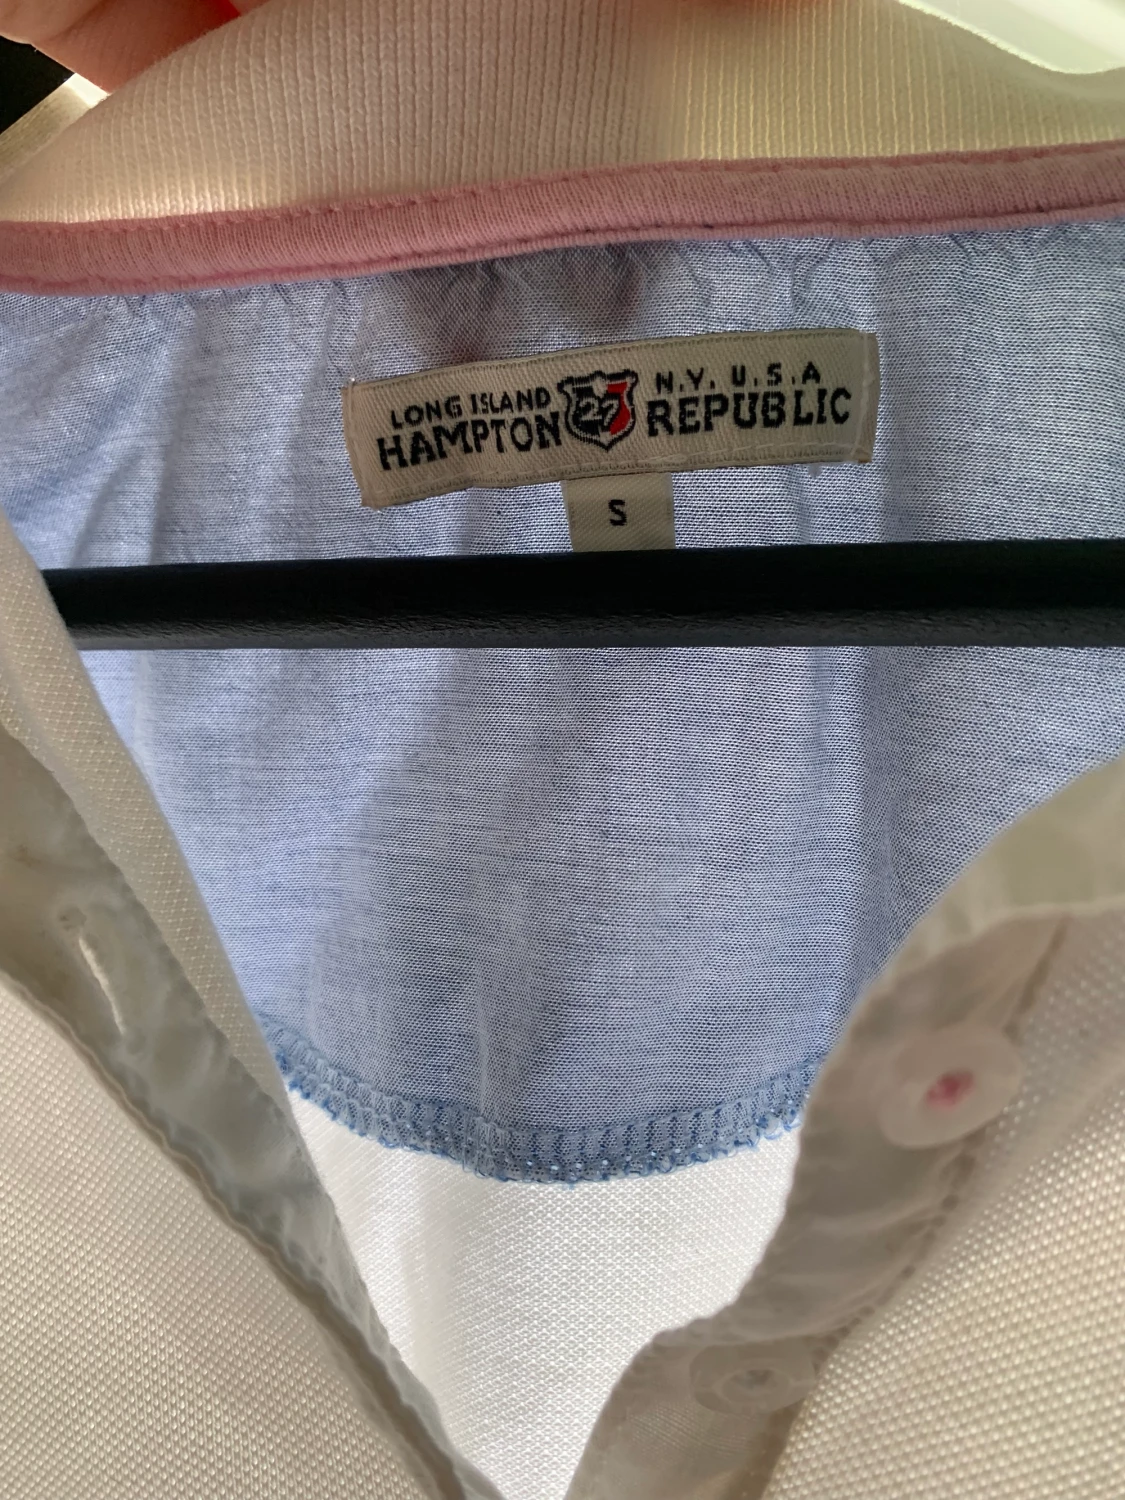 LONG ISLAND N.Y. U.S.A
HAMPTON 27 REPUBLIC
S